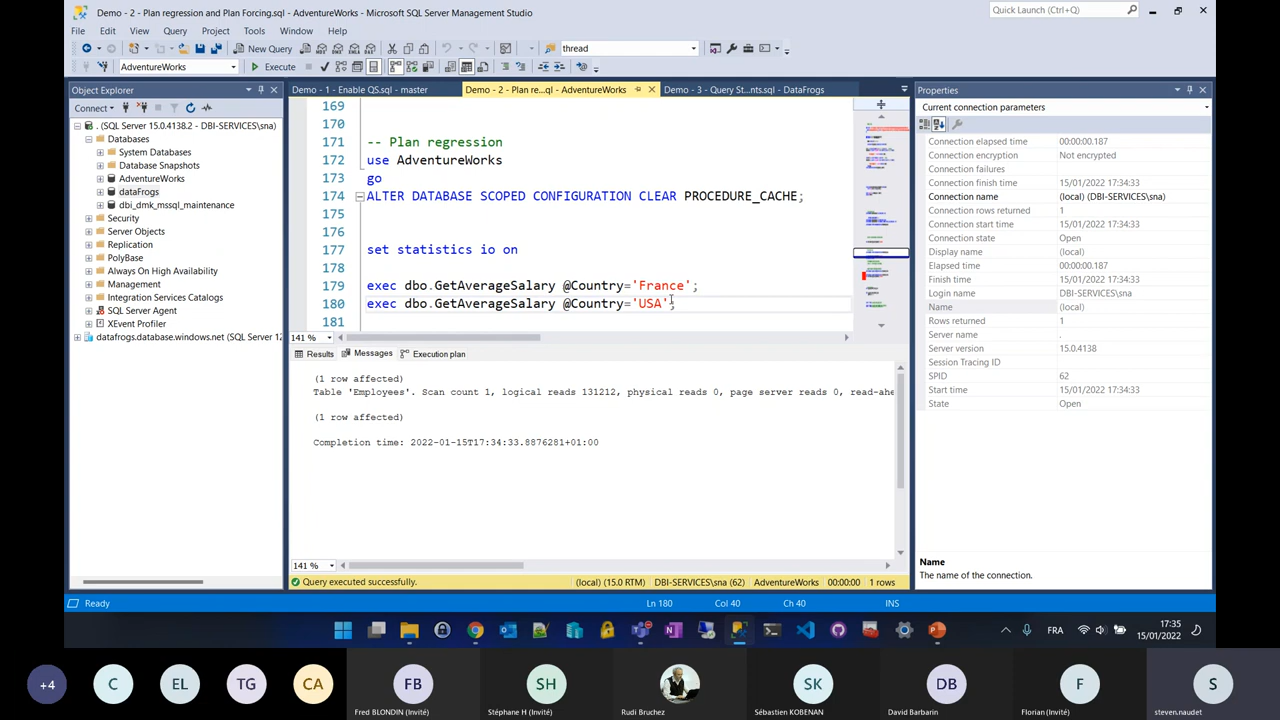 Demo - 2 - Plan regression and Plan Forcing.sql - AdventureWorks - Microsoft SQL Server Management Studio
Quick Launch (Ctrl+Q)
File Edit View Query Project Tools Window Help
New Query
thread
AdventureWorks
Execute
Object Explorer
Connect
. (SQL Server 15.0.4138.2 - DBI-SERVICES\sna)
Databases
System Databases
Database Snapshots
AdventureWorks
dataFrogs
dbi_dmk_mssql_maintenance
Security
Server Objects
Replication
PolyBase
Always On High Availability
Management
Integration Services Catalogs
SQL Server Agent
XEvent Profiler
datafrogs.database.windows.net (SQL Server 12
Demo - 1 - Enable QS.sql - master
Demo - 2 - Plan re...ql - AdventureWorks
Demo - 3 - Query St...nts.sql - DataFrogs
169
170
171 -- Plan regression
172 use AdventureWorks
173 go
174 ALTER DATABASE SCOPED CONFIGURATION CLEAR PROCEDURE_CACHE;
175
176
177 set statistics io on
178
179 exec dbo.GetAverageSalary @Country='France';
180 exec dbo.GetAverageSalary @Country='USA';
181
141 %
Results Messages Execution plan
(1 row affected)
Table 'Employees'. Scan count 1, logical reads 131212, physical reads 0, page server reads 0, read-ahe
(1 row affected)
Completion time: 2022-01-15T17:34:33.8876281+01:00
141 %
Query executed successfully. (local) (15.0 RTM) DBI-SERVICES\sna (62) AdventureWorks 00:00:00 1 rows
Properties
Current connection parameters
Connection elapsed time 00:00:00.187
Connection encryption Not encrypted
Connection failures
Connection finish time 15/01/2022 17:34:33
Connection name (local) (DBI-SERVICES\sna)
Connection rows returned 1
Connection start time 15/01/2022 17:34:33
Connection state Open
Display name (local)
Elapsed time 00:00:00.187
Finish time 15/01/2022 17:34:33
Login name DBI-SERVICES\sna
Name (local)
Rows returned 1
Server name .
Server version 15.0.4138
Session Tracing ID
SPID 62
Start time 15/01/2022 17:34:33
State Open
Name
The name of the connection.
Ready Ln 180 Col 40 Ch 40 INS
FRA
17:35
15/01/2022
+4 C EL TG CA FB SH SK DB F S
Fred BLONDIN (Invité) Stéphane H (Invité) Rudi Bruchez Sébastien KOBENAN David Barbarin Florian (Invité) steven.naudet